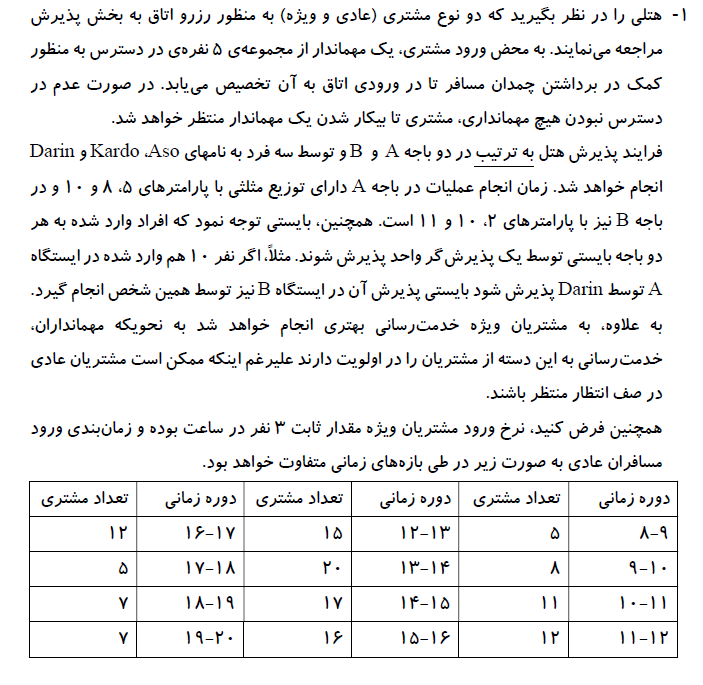 ۱- هتلی را در نظر بگیرید که دو نوع مشتری (عادی و ویژه) به منظور رزرو اتاق به بخش پذیرش
مراجعه می‌نمایند. به محض ورود مشتری، یک مهماندار از مجموعه‌ی ۵ نفره‌ی در دسترس به منظور
کمک در برداشتن چمدان مسافر تا در ورودی اتاق به آن تخصیص می‌یابد. در صورت عدم در
دسترس نبودن هیچ مهمانداری، مشتری تا بیکار شدن یک مهماندار منتظر خواهد شد.
فرایند پذیرش هتل به ترتیب در دو باجه A و B و توسط سه فرد به نامهای Kardo ،Aso و Darin
انجام خواهد شد. زمان انجام عملیات در باجه A دارای توزیع مثلثی با پارامترهای ۵، ۸ و ۱۰ و در
باجه B نیز با پارامترهای ۲، ۱۰ و ۱۱ است. همچنین، بایستی توجه نمود که افراد وارد شده به هر
دو باجه بایستی توسط یک پذیرش‌گر واحد پذیرش شوند. مثلاً، اگر نفر ۱۰ هم وارد شده در ایستگاه
A توسط Darin پذیرش شود بایستی پذیرش آن در ایستگاه B نیز توسط همین شخص انجام گیرد.
به علاوه، به مشتریان ویژه خدمت‌رسانی بهتری انجام خواهد شد به نحویکه مهمانداران،
خدمت‌رسانی به این دسته از مشتریان را در اولویت دارند علیرغم اینکه ممکن است مشتریان عادی
در صف انتظار منتظر باشند.
همچنین فرض کنید، نرخ ورود مشتریان ویژه مقدار ثابت ۳ نفر در ساعت بوده و زمان‌بندی ورود
مسافران عادی به صورت زیر در طی بازه‌های زمانی متفاوت خواهد بود.
دوره زمانی تعداد مشتری دوره زمانی تعداد مشتری دوره زمانی تعداد مشتری
۸-۹ ۵ ۱۲-۱۳ ۱۵ ۱۶-۱۷ ۱۲
۹-۱۰ ۸ ۱۳-۱۴ ۲۰ ۱۷-۱۸ ۵
۱۰-۱۱ ۱۱ ۱۴-۱۵ ۱۷ ۱۸-۱۹ ۷
۱۱-۱۲ ۱۲ ۱۵-۱۶ ۱۶ ۱۹-۲۰ ۷